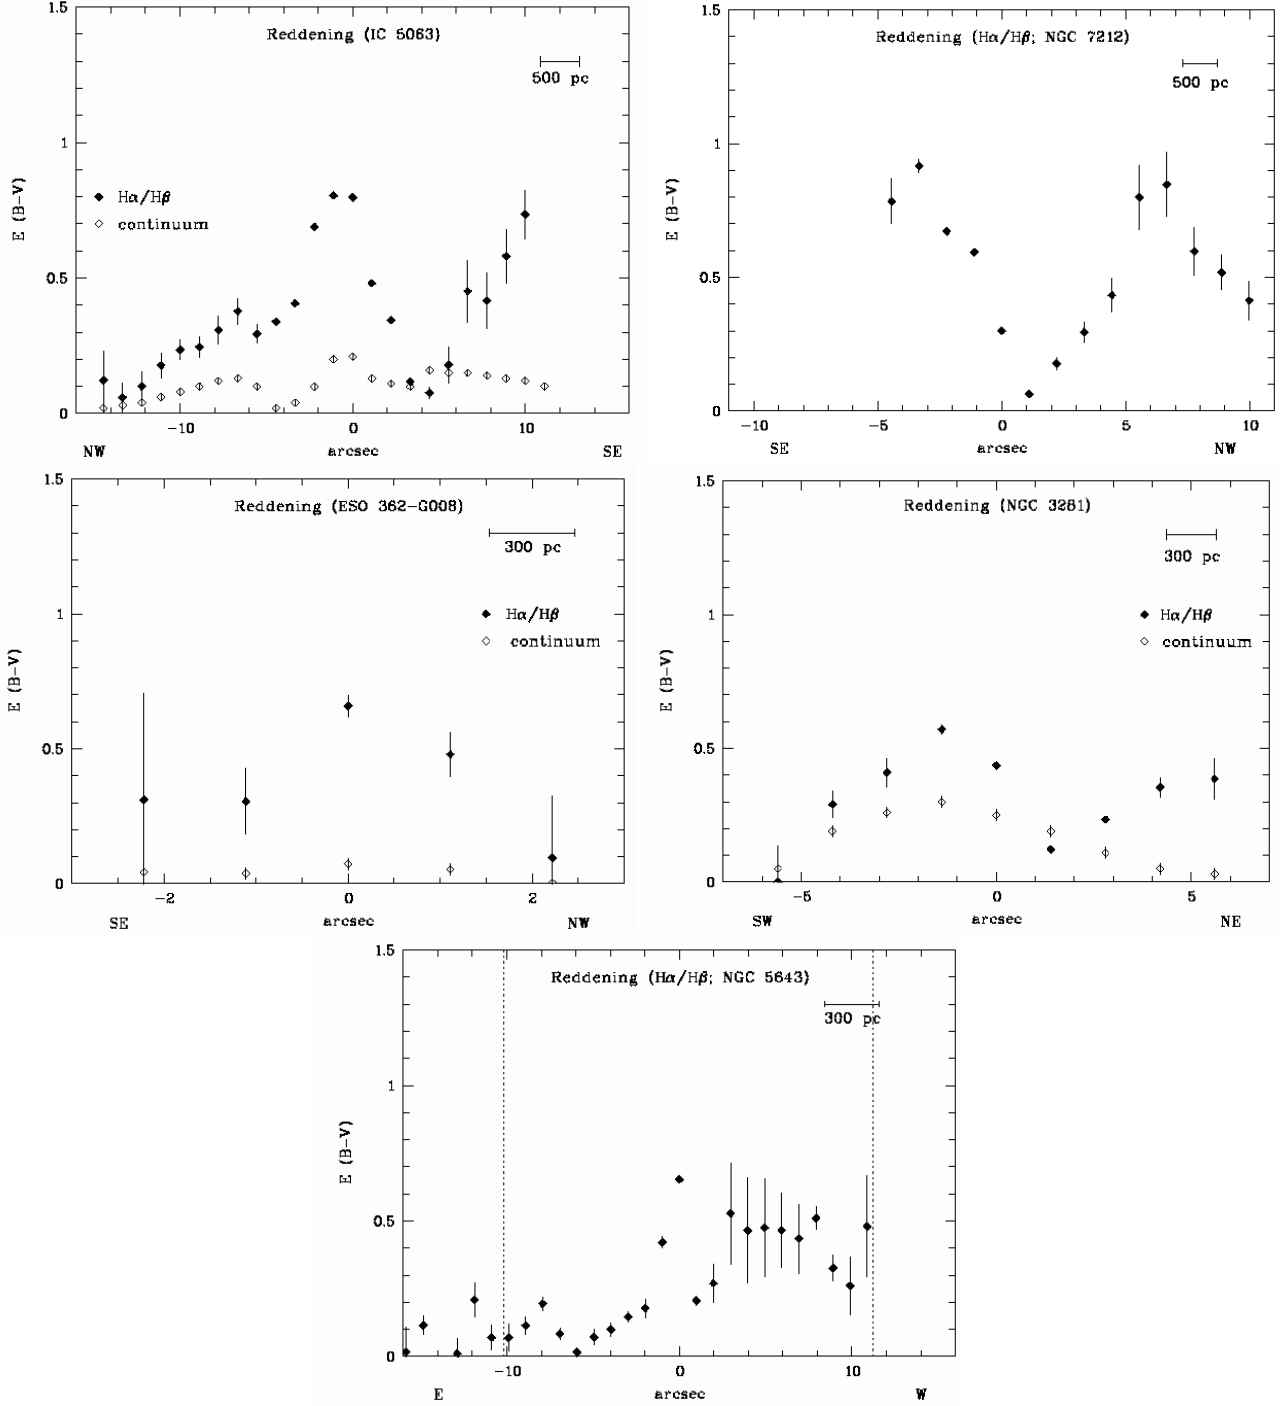 1.5
Reddening (IC 5063)
500 pc
1
Hα/Hβ
continuum
E (B-V)
0.5
0
-10 0 10
NW arcsec SE
1.5
Reddening (Hα/Hβ; NGC 7212)
500 pc
1
E (B-V)
0.5
0
-10 -5 0 5 10
SE arcsec NW
1.5
Reddening (ESO 362-G008)
300 pc
1
Hα/Hβ
continuum
E (B-V)
0.5
0
-2 0 2
SE arcsec NW
1.5
Reddening (NGC 3281)
300 pc
1
Hα/Hβ
continuum
E (B-V)
0.5
0
-5 0 5
SW arcsec NE
1.5
Reddening (Hα/Hβ; NGC 5643)
300 pc
1
E (B-V)
0.5
0
-10 0 10
E arcsec W